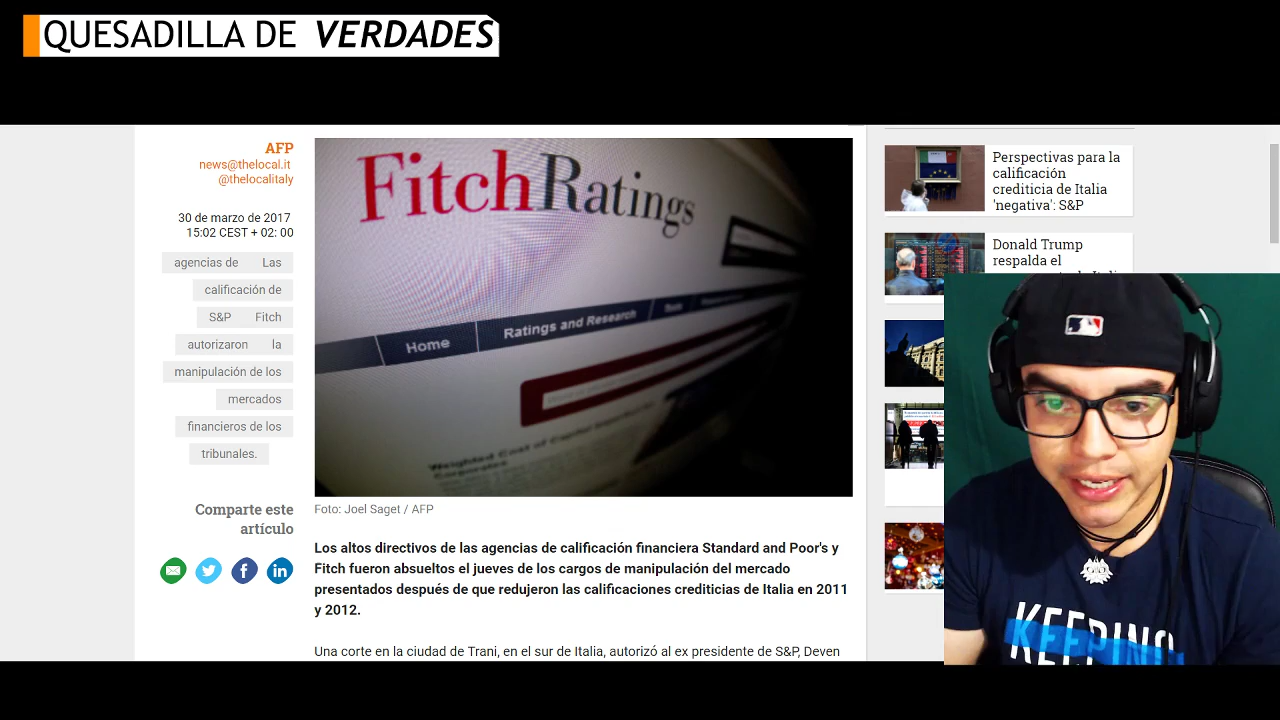 QUESADILLA DE VERDADES
AFP
news@thelocal.it
@thelocalitaly
30 de marzo de 2017
15:02 CEST + 02: 00
agencias de Las
calificación de
S&P Fitch
autorizaron la
manipulación de los
mercados
financieros de los
tribunales.
Comparte este
artículo
FitchRatings
Home
Ratings and Research
Tools
Weighted Cost of Capital
Corporates
Foto: Joel Saget / AFP
Los altos directivos de las agencias de calificación financiera Standard and Poor's y
Fitch fueron absueltos el jueves de los cargos de manipulación del mercado
presentados después de que redujeron las calificaciones crediticias de Italia en 2011
y 2012.
Una corte en la ciudad de Trani, en el sur de Italia, autorizó al ex presidente de S&P, Deven
Perspectivas para la
calificación
crediticia de Italia
'negativa': S&P
Donald Trump
respalda el
KEEPING